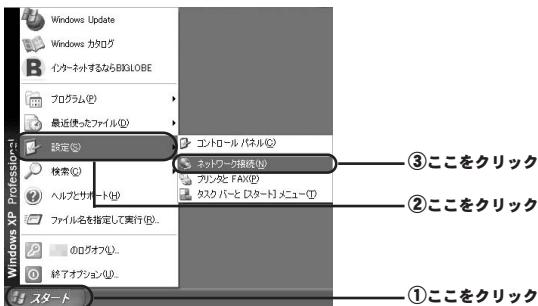 Windows Update
Windows カタログ
インターネットするならBIGLOBE
プログラム(P)
最近使ったファイル(D)
設定(S)
検索(C)
ヘルプとサポート(H)
ファイル名を指定して実行(R)...
のログオフ(L)...
終了オプション(U)...
Windows XP Professional
スタート
コントロール パネル(C)
ネットワーク接続(N)
プリンタと FAX(P)
タスク バーと [スタート] メニュー(T)
③ここをクリック
②ここをクリック
①ここをクリック